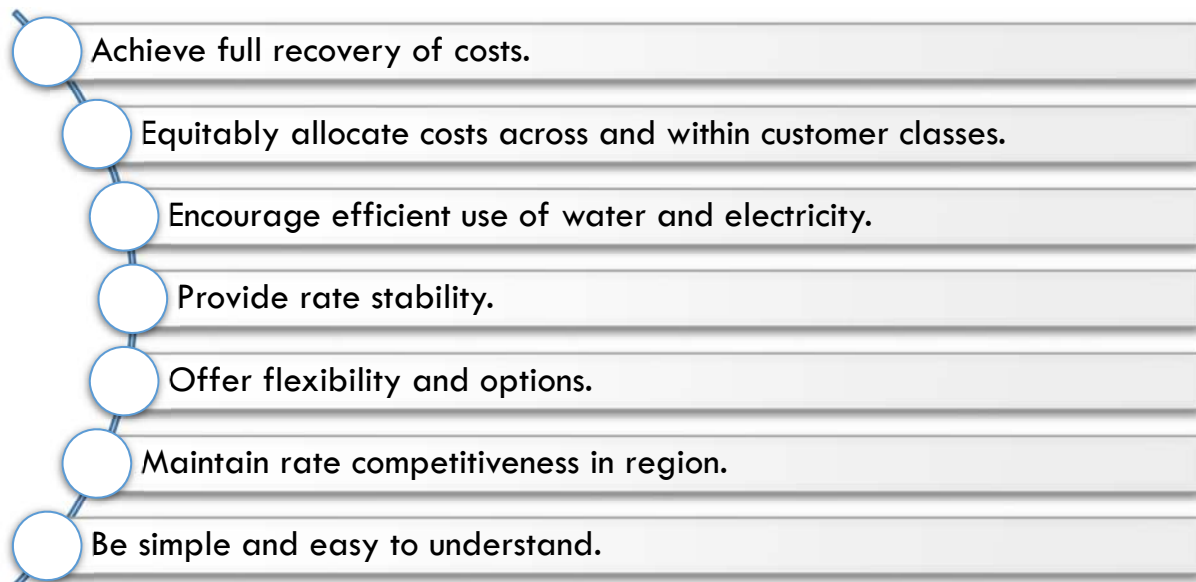 Achieve full recovery of costs.
Equitably allocate costs across and within customer classes.
Encourage efficient use of water and electricity.
Provide rate stability.
Offer flexibility and options.
Maintain rate competitiveness in region.
Be simple and easy to understand.